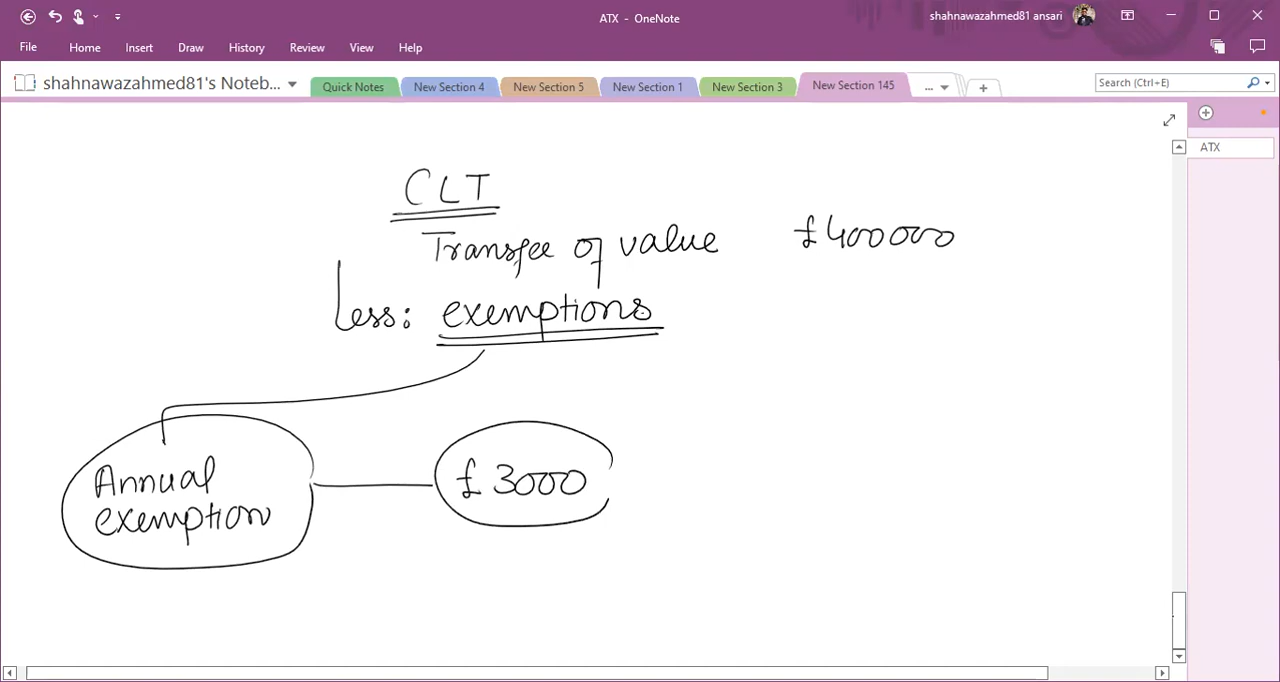 ATX - OneNote
shahnawazahmed81 ansari
File Home Insert Draw History Review View Help
shahnawazahmed81's Noteb... Quick Notes New Section 4 New Section 5 New Section 1 New Section 3 New Section 145 ... Search (Ctrl+E)
ATX
CLT
Transfer of value £400000
Less: exemptions
Annual
exemption
£3000